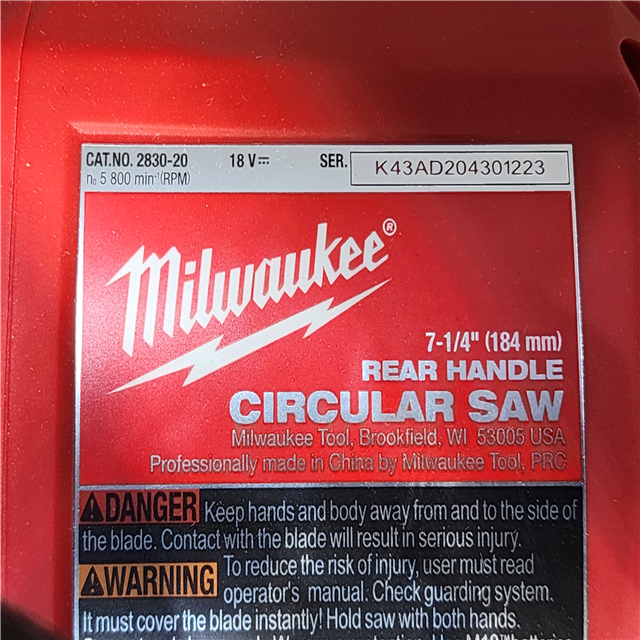 CAT.NO. 2830-20 18 V⎓ SER. K43AD204301223
n₀ 5 800 min⁻¹(RPM)
Milwaukee®
7-1/4" (184 mm)
REAR HANDLE
CIRCULAR SAW
Milwaukee Tool, Brookfield, WI 53005 USA
Professionally made in China by Milwaukee Tool, PRC
DANGER Keep hands and body away from and to the side of
the blade. Contact with the blade will result in serious injury.
WARNING To reduce the risk of injury, user must read
operator's manual. Check guarding system.
It must cover the blade instantly! Hold saw with both hands.